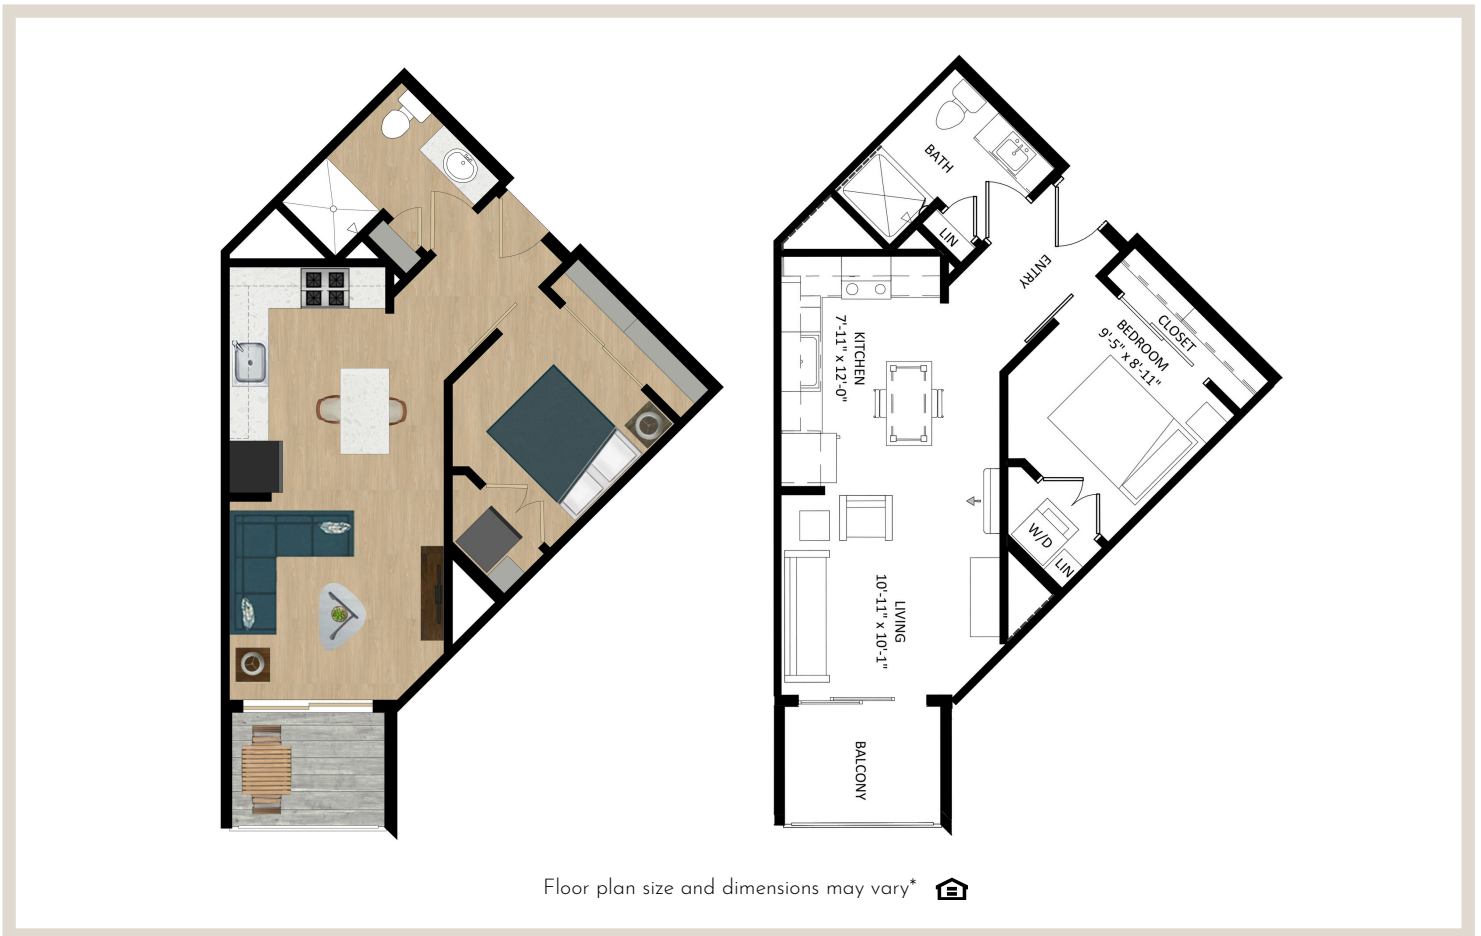 BATH
LIN
ENTRY
CLOSET
BEDROOM
9'-5" x 8'-11"
KITCHEN
7'-11" x 12'-0"
W/D
LIN
LIVING
10'-11" x 10'-1"
BALCONY
Floor plan size and dimensions may vary*